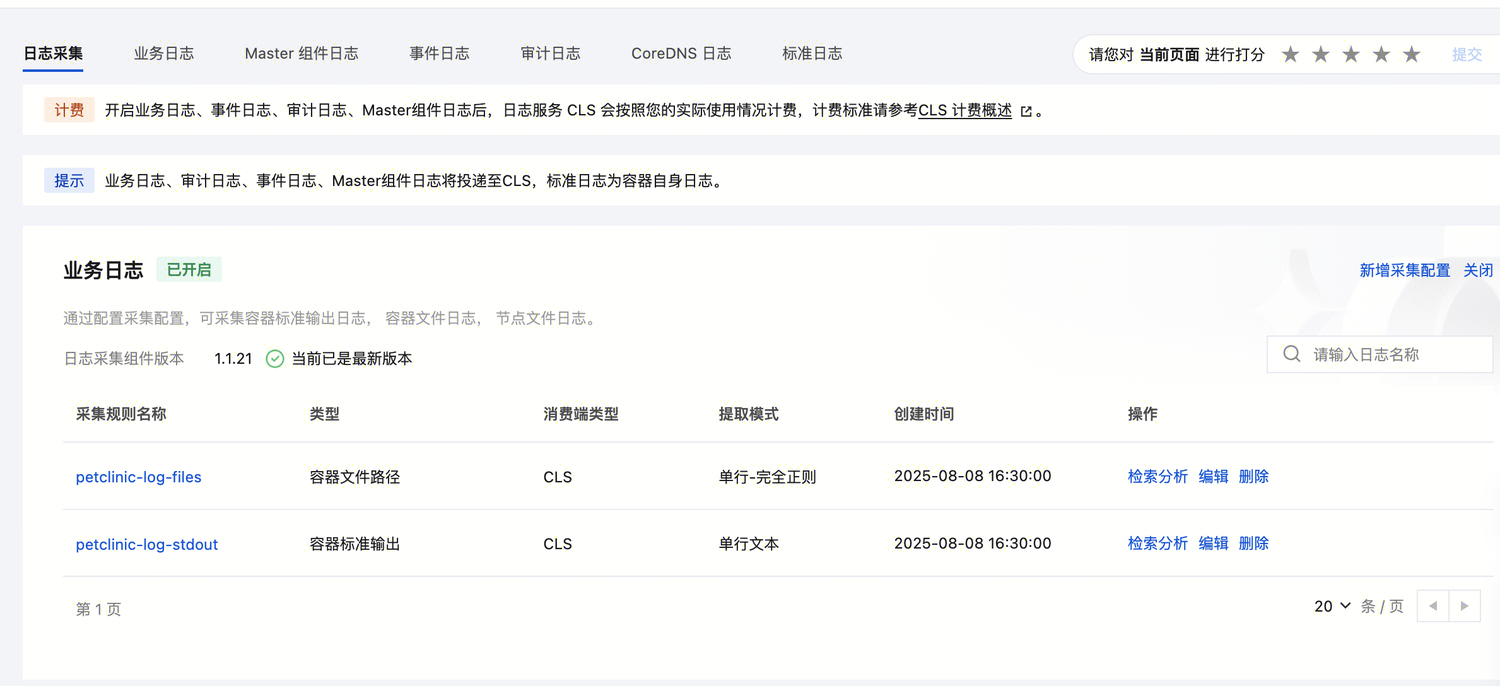 日志采集 业务日志 Master 组件日志 事件日志 审计日志 CoreDNS 日志 标准日志 请您对 当前页面 进行打分 ★ ★ ★ ★ ★ 提交
计费 开启业务日志、事件日志、审计日志、Master组件日志后，日志服务 CLS 会按照您的实际使用情况计费，计费标准请参考CLS 计费概述 。
提示 业务日志、审计日志、事件日志、Master组件日志将投递至CLS，标准日志为容器自身日志。
业务日志 已开启 新增采集配置 关闭
通过配置采集配置，可采集容器标准输出日志， 容器文件日志， 节点文件日志。
日志采集组件版本 1.1.21 当前已是最新版本 请输入日志名称
采集规则名称 类型 消费端类型 提取模式 创建时间 操作
petclinic-log-files 容器文件路径 CLS 单行-完全正则 2025-08-08 16:30:00 检索分析 编辑 删除
petclinic-log-stdout 容器标准输出 CLS 单行文本 2025-08-08 16:30:00 检索分析 编辑 删除
第 1 页 20 条 / 页